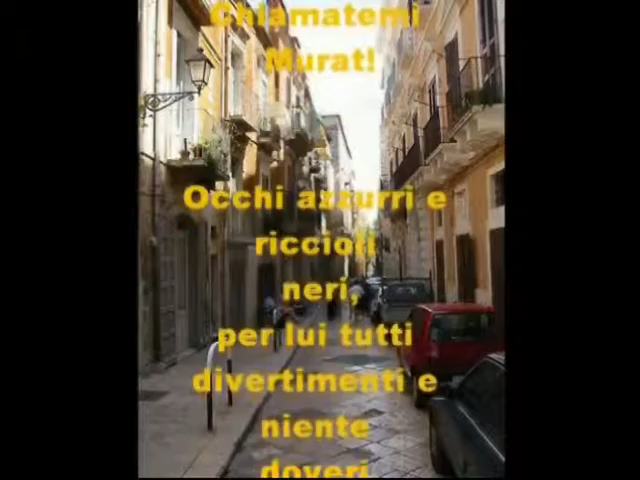 Chiamatemi
Murat!
Occhi azzurri e
riccioli
neri,
per lui tutti
divertimenti e
niente
doveri